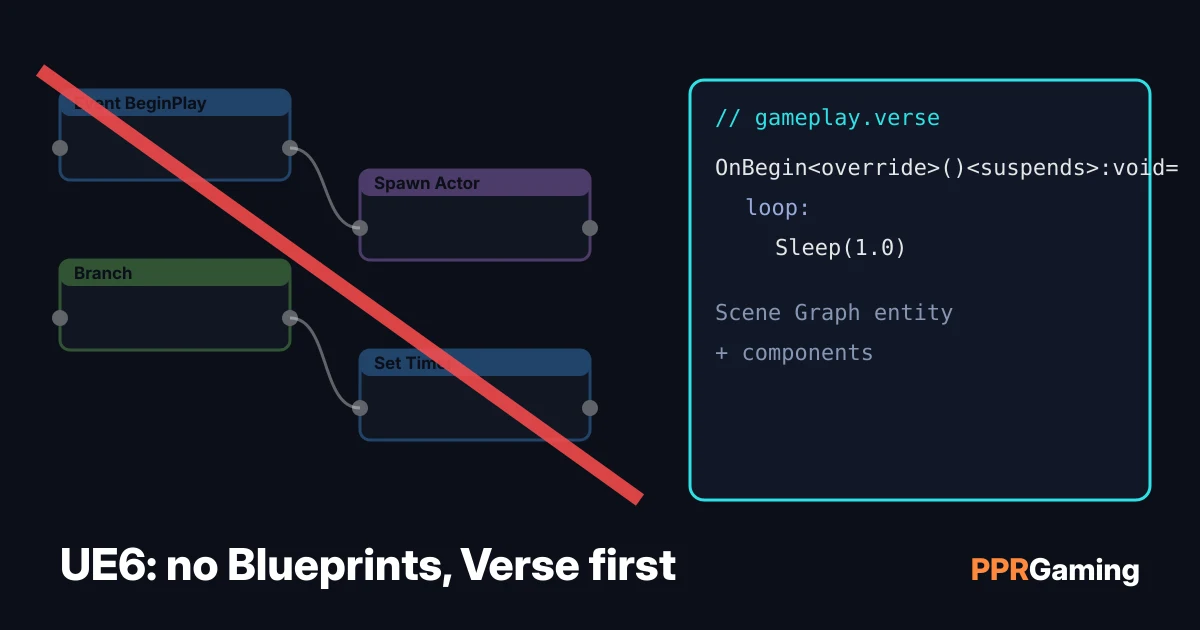 Event BeginPlay
Spawn Actor
Branch
Set Time
// gameplay.verse
OnBegin<override>()<suspends>:void=
loop:
Sleep(1.0)
Scene Graph entity
+ components
UE6: no Blueprints, Verse first
PPRGaming